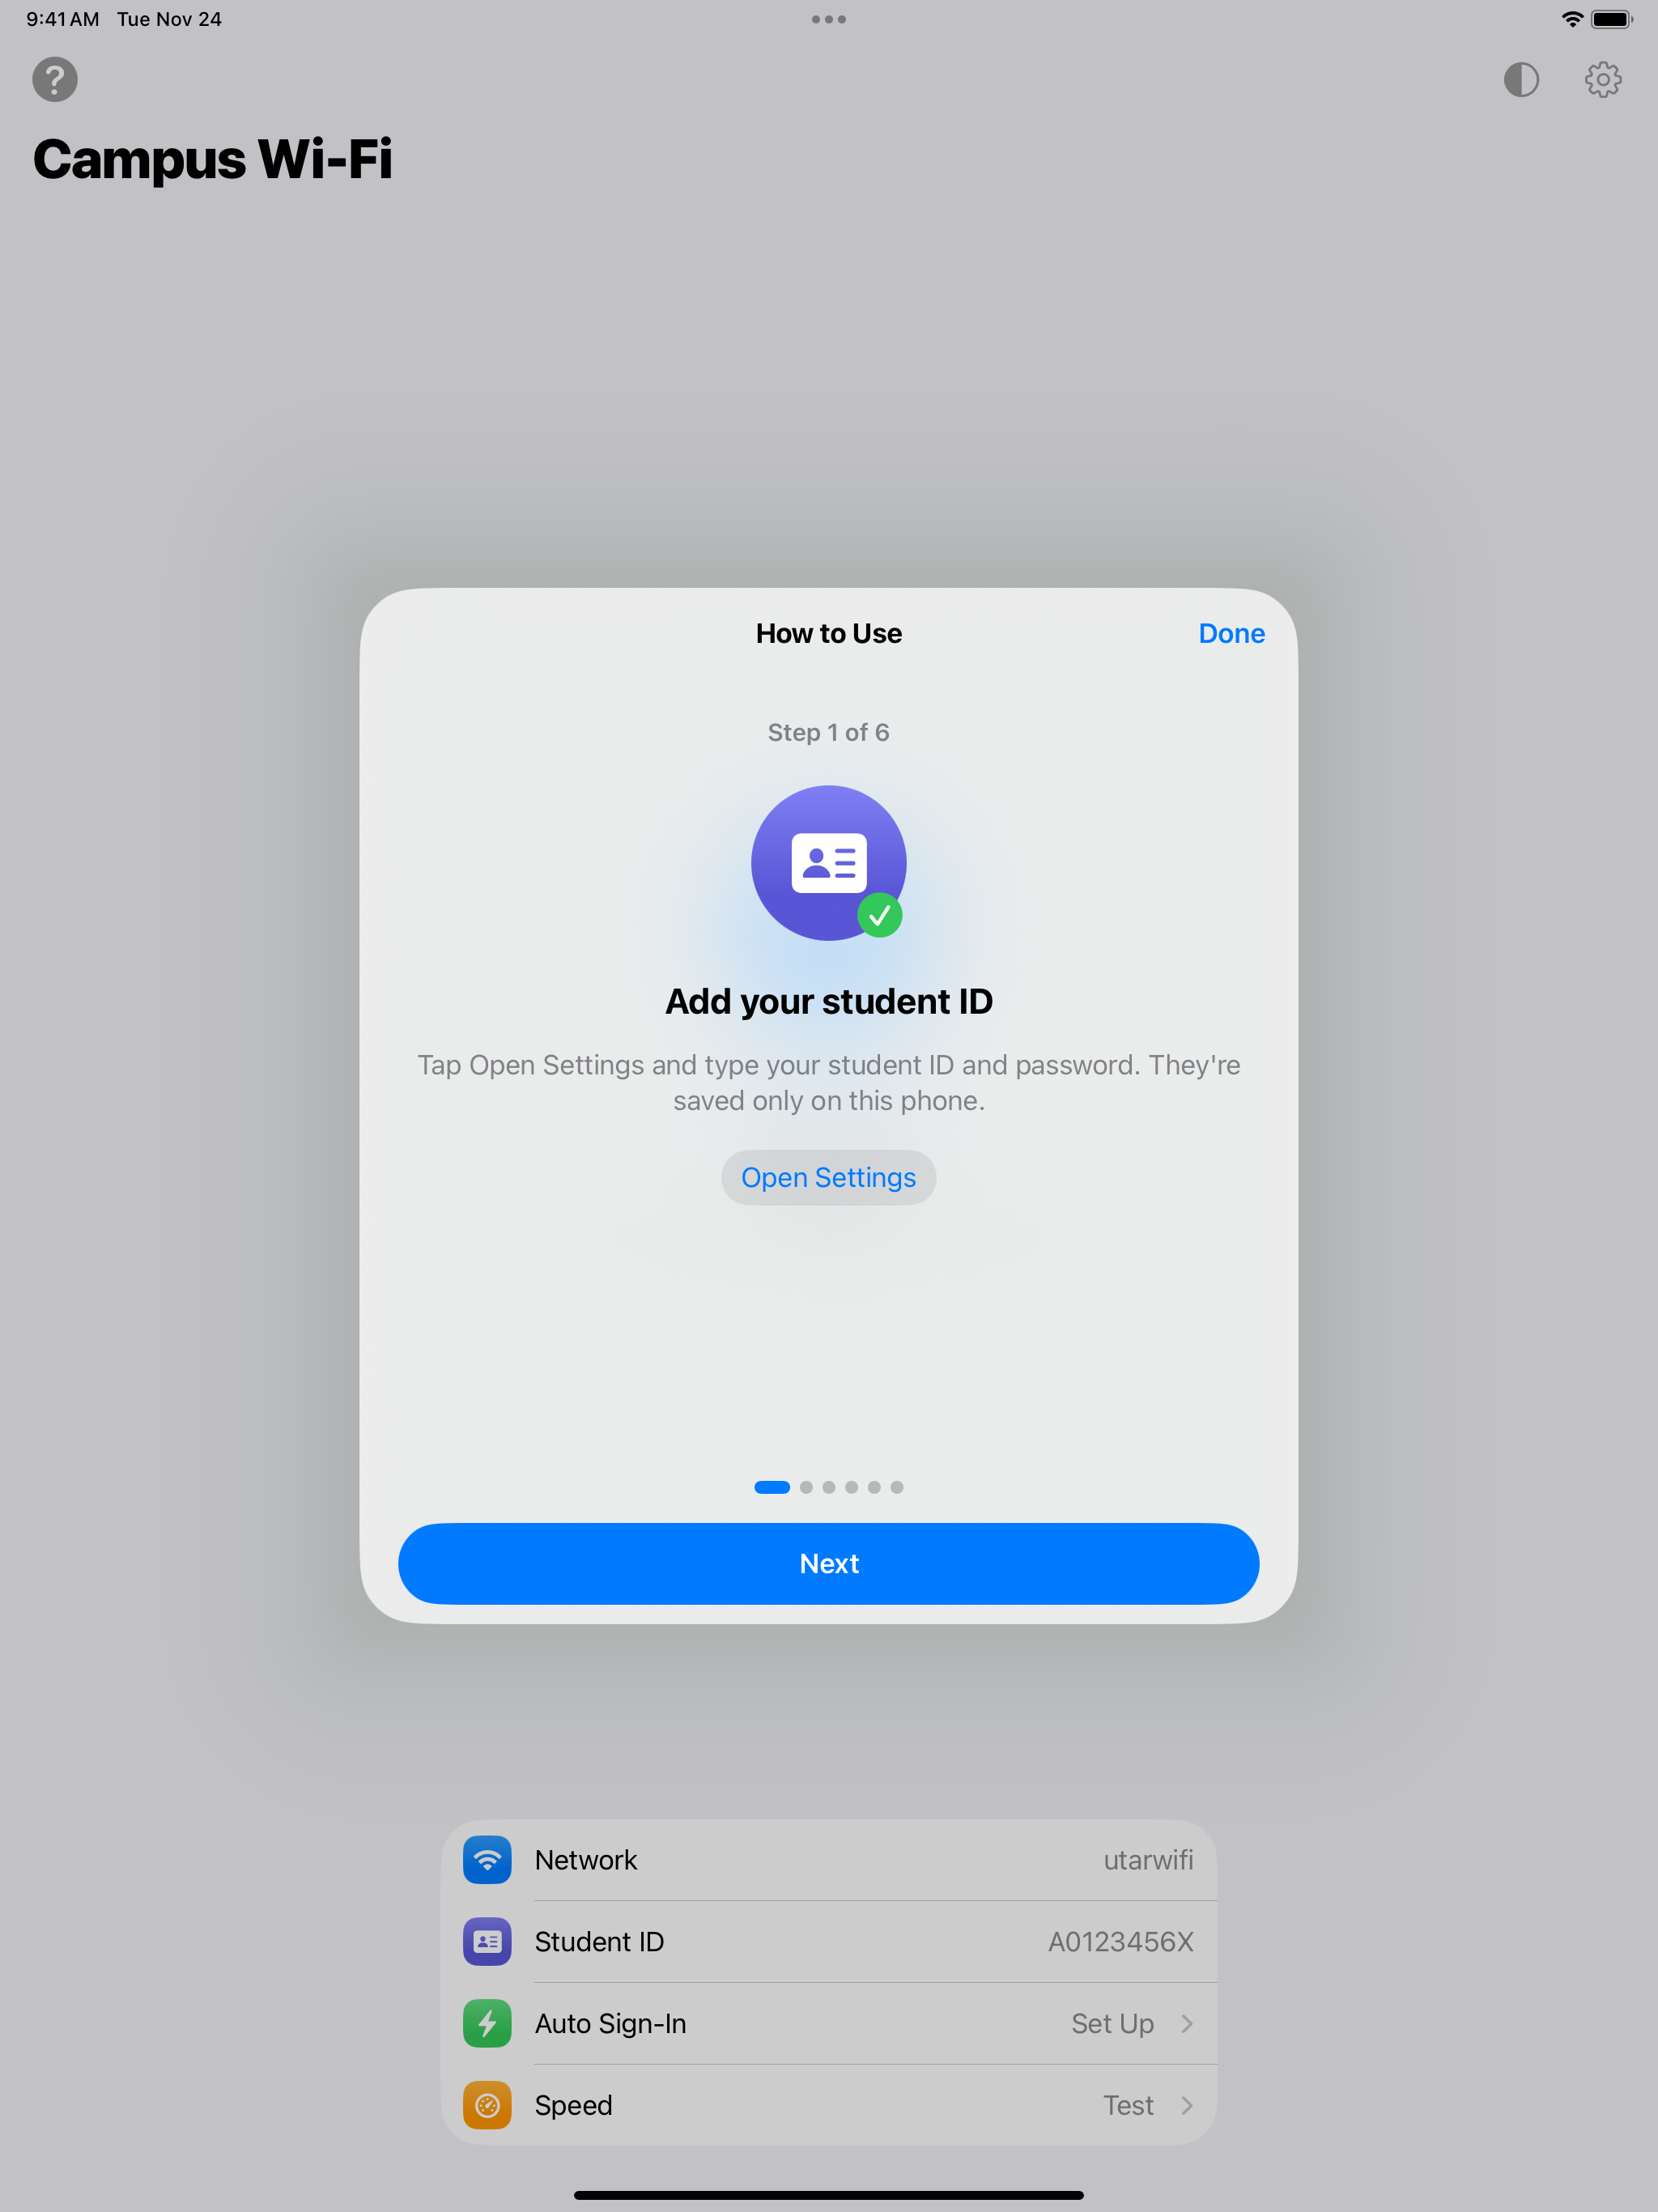 9:41 AM Tue Nov 24
Campus Wi-Fi
How to Use
Done
Step 1 of 6
Add your student ID
Tap Open Settings and type your student ID and password. They're
saved only on this phone.
Open Settings
Next
Network utarwifi
Student ID A0123456X
Auto Sign-In Set Up
Speed Test